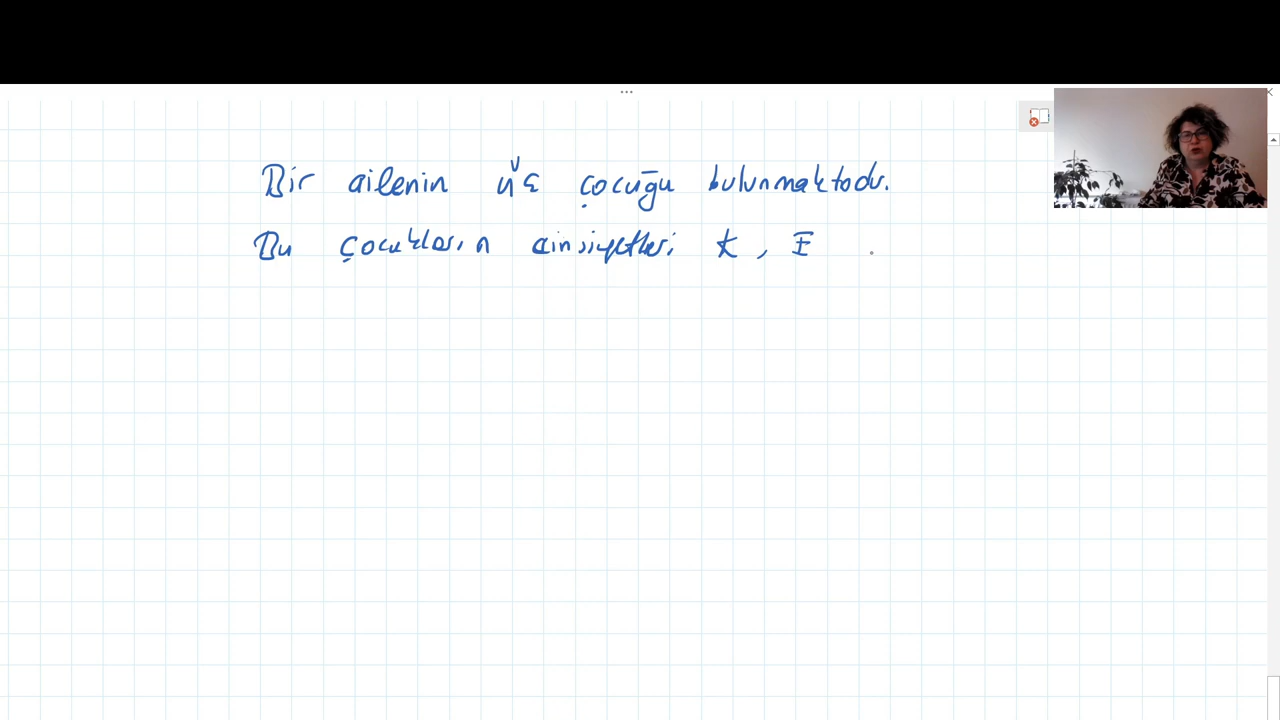 Bir ailenin üç çocuğu bulunmaktadır.
Bu çocukların cinsiyetleri K, E